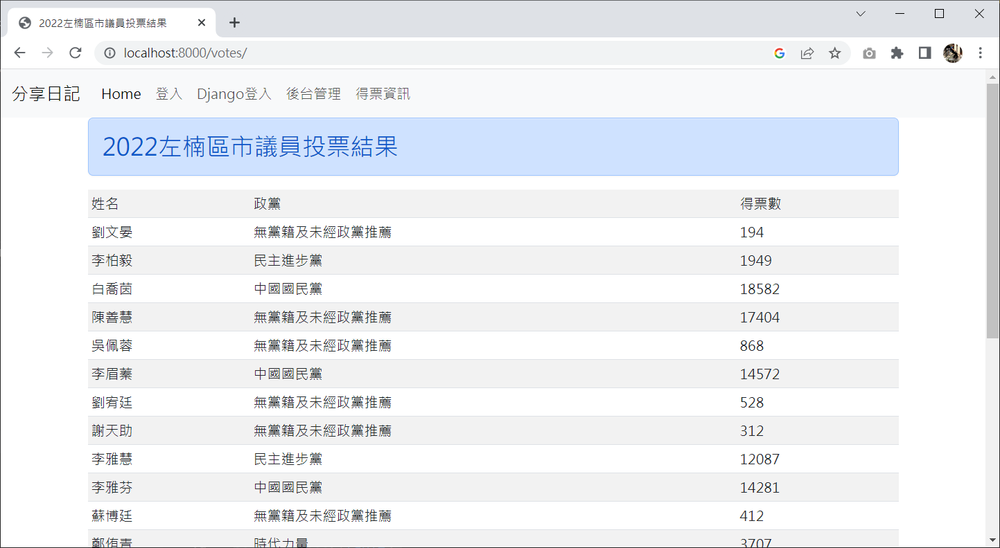 2022左楠區市議員投票結果
localhost:8000/votes/
分享日記 Home 登入 Django登入 後台管理 得票資訊
2022左楠區市議員投票結果
姓名 政黨 得票數
劉文晏 無黨籍及未經政黨推薦 194
李柏毅 民主進步黨 1949
白喬茵 中國國民黨 18582
陳善慧 無黨籍及未經政黨推薦 17404
吳佩蓉 無黨籍及未經政黨推薦 868
李眉蓁 中國國民黨 14572
劉宥廷 無黨籍及未經政黨推薦 528
謝天助 無黨籍及未經政黨推薦 312
李雅慧 民主進步黨 12087
李雅芬 中國國民黨 14281
蘇博廷 無黨籍及未經政黨推薦 412
鄭侑青 時代力量 3707